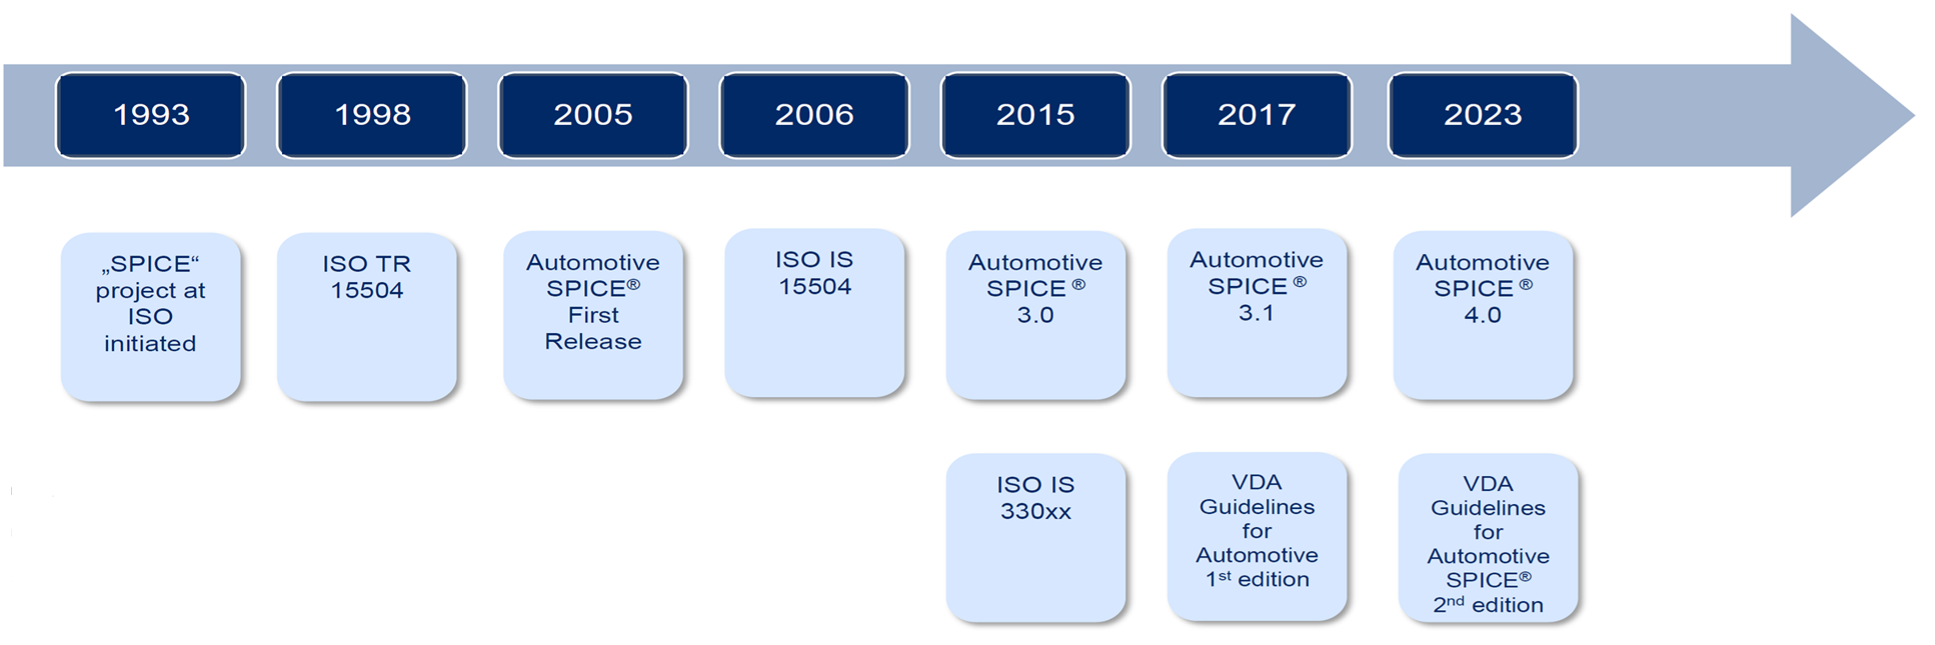 1993
1998
2005
2006
2015
2017
2023
„SPICE“
project at
ISO
initiated
ISO TR
15504
Automotive
SPICE®
First
Release
ISO IS
15504
Automotive
SPICE ®
3.0
Automotive
SPICE ®
3.1
Automotive
SPICE ®
4.0
ISO IS
330xx
VDA
Guidelines
for
Automotive
1st edition
VDA
Guidelines
for
Automotive
SPICE®
2nd edition